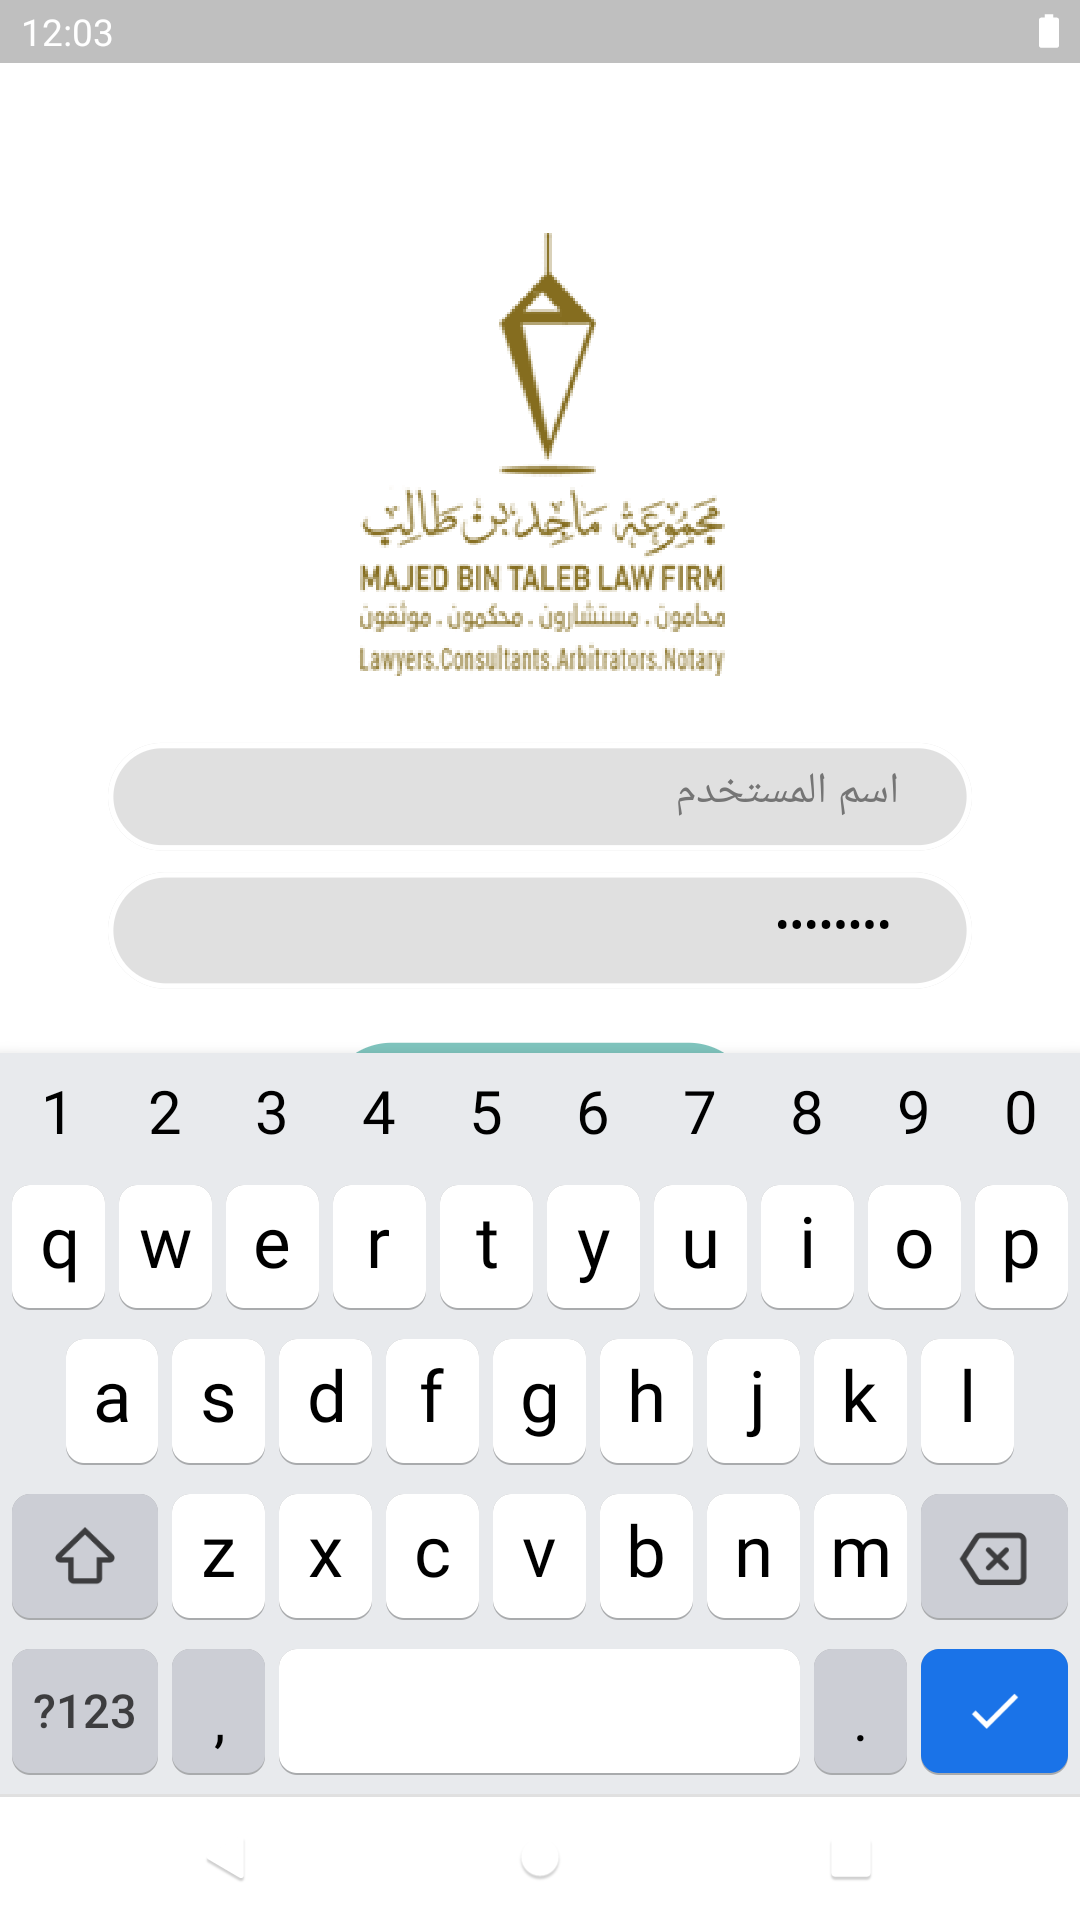 12:03
مجموعة ماجد بن طالب
MAJED BIN TALEB LAW FIRM
محامون . مستشارون . محكمون . موثقون
Lawyers.Consultants.Arbitrators.Notary
اسم المستخدم
••••••••
1 2 3 4 5 6 7 8 9 0
q w e r t y u i o p
a s d f g h j k l
z x c v b n m
?123 , .